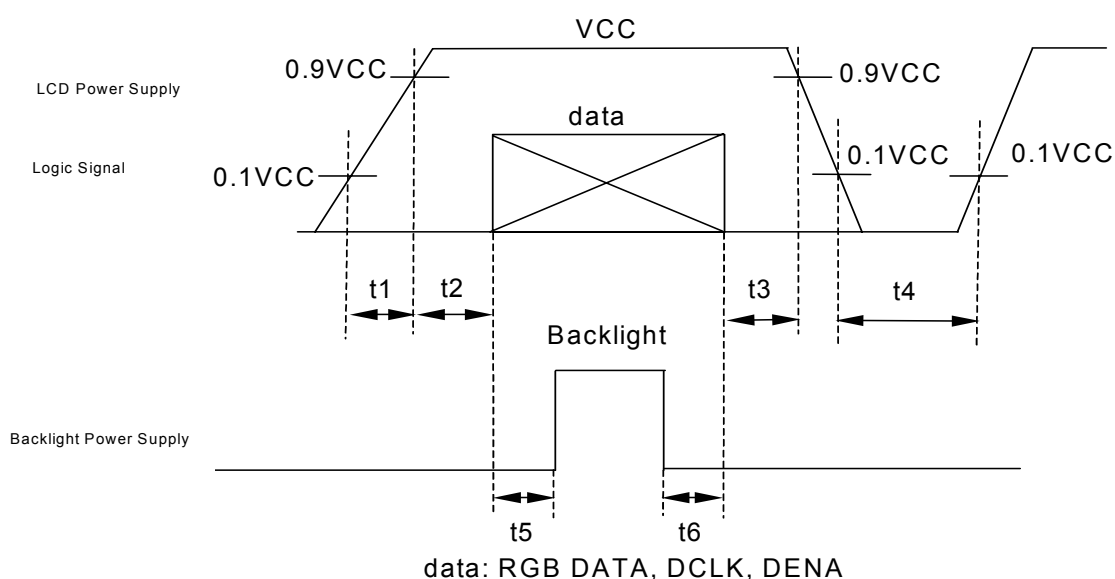 VCC
0.9VCC
0.9VCC
LCD Power Supply
data
Logic Signal
0.1VCC
0.1VCC
0.1VCC
t1
t2
t3
t4
Backlight
Backlight Power Supply
t5
t6
data: RGB DATA, DCLK, DENA